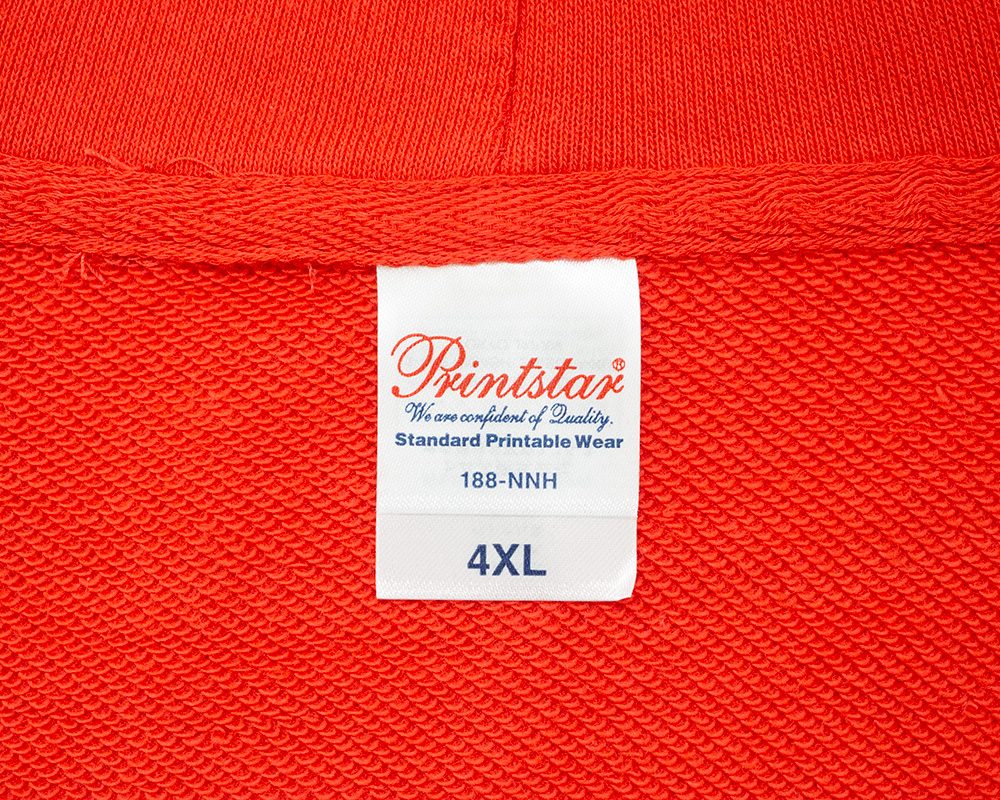 Printstar®
We are confident of Quality.
Standard Printable Wear
188-NNH
4XL